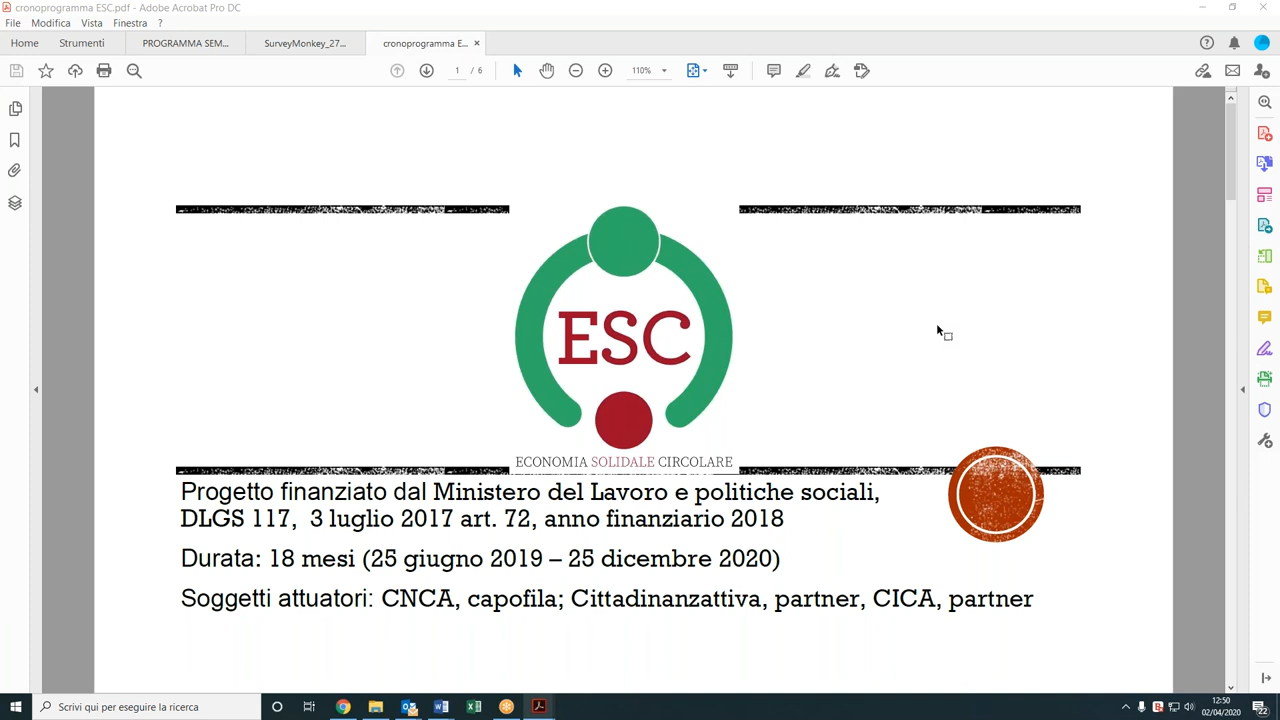 cronoprogramma ESC.pdf - Adobe Acrobat Pro DC
File Modifica Vista Finestra ?
Home Strumenti PROGRAMMA SEM... SurveyMonkey_27... cronoprogramma E... ×
1 / 6 110%
ESC
ECONOMIA SOLIDALE CIRCOLARE
Progetto finanziato dal Ministero del Lavoro e politiche sociali,
DLGS 117, 3 luglio 2017 art. 72, anno finanziario 2018
Durata: 18 mesi (25 giugno 2019 – 25 dicembre 2020)
Soggetti attuatori: CNCA, capofila; Cittadinanzattiva, partner, CICA, partner
Scrivi qui per eseguire la ricerca
12:50
02/04/2020
22